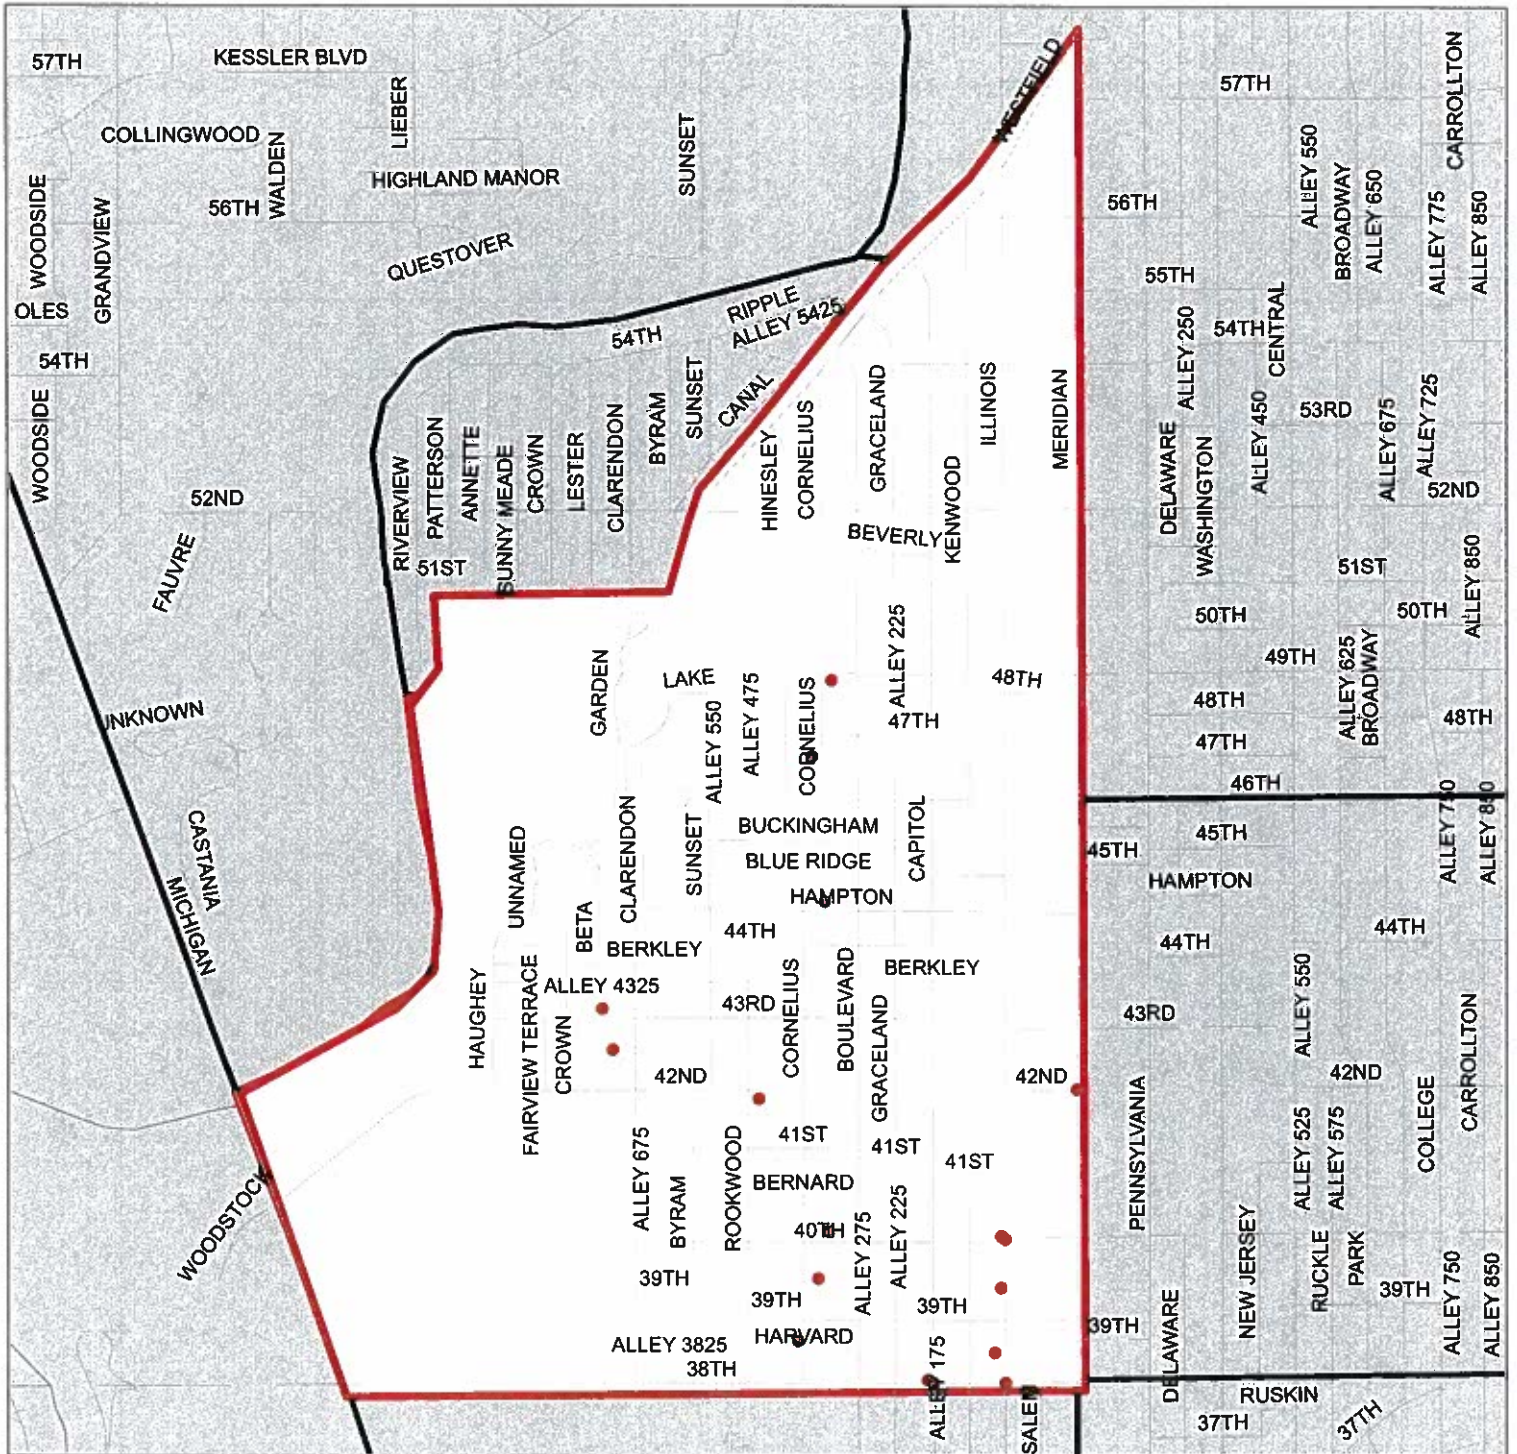 57TH
KESSLER BLVD
LIEBER
COLLINGWOOD
WALDEN
SUNSET
HIGHLAND MANOR
WOODSIDE
GRANDVIEW
56TH
QUESTOVER
OLES
54TH
WOODSIDE
52ND
FAUVRE
UNKNOWN
CASTANIA
MICHIGAN
WOODSTOCK
WESTFIELD
RIPPLE
ALLEY 5425
54TH
CANAL
RIVERVIEW
PATTERSON
ANNETTE
SUNNY MEADE
CROWN
LESTER
CLARENDON
BYRAM
SUNSET
51ST
HINESLEY
CORNELIUS
GRACELAND
KENWOOD
ILLINOIS
MERIDIAN
BEVERLY
GARDEN
LAKE
ALLEY 550
ALLEY 475
CORNELIUS
ALLEY 225
47TH
48TH
UNNAMED
BETA
CLARENDON
SUNSET
BUCKINGHAM
BLUE RIDGE
HAMPTON
CAPITOL
44TH
BERKLEY
BERKLEY
HAUGHEY
FAIRVIEW TERRACE
CROWN
ALLEY 4325
43RD
CORNELIUS
BOULEVARD
GRACELAND
42ND
42ND
ALLEY 675
BYRAM
ROOKWOOD
41ST
41ST
41ST
BERNARD
40TH
ALLEY 275
ALLEY 225
39TH
39TH
39TH
HARVARD
ALLEY 3825
38TH
ALLEY 175
SALEM
57TH
CARROLLTON
ALLEY 550
BROADWAY
ALLEY 650
ALLEY 775
ALLEY 850
56TH
55TH
ALLEY 250
54TH
CENTRAL
DELAWARE
WASHINGTON
ALLEY 450
53RD
ALLEY 675
ALLEY 725
52ND
51ST
ALLEY 850
50TH
50TH
49TH
ALLEY 625
BROADWAY
48TH
48TH
47TH
46TH
ALLEY 750
ALLEY 850
45TH
45TH
HAMPTON
44TH
44TH
ALLEY 550
43RD
42ND
PENNSYLVANIA
ALLEY 525
ALLEY 575
COLLEGE
CARROLLTON
NEW JERSEY
RUCKLE
PARK
39TH
ALLEY 750
ALLEY 850
39TH
DELAWARE
RUSKIN
37TH
37TH